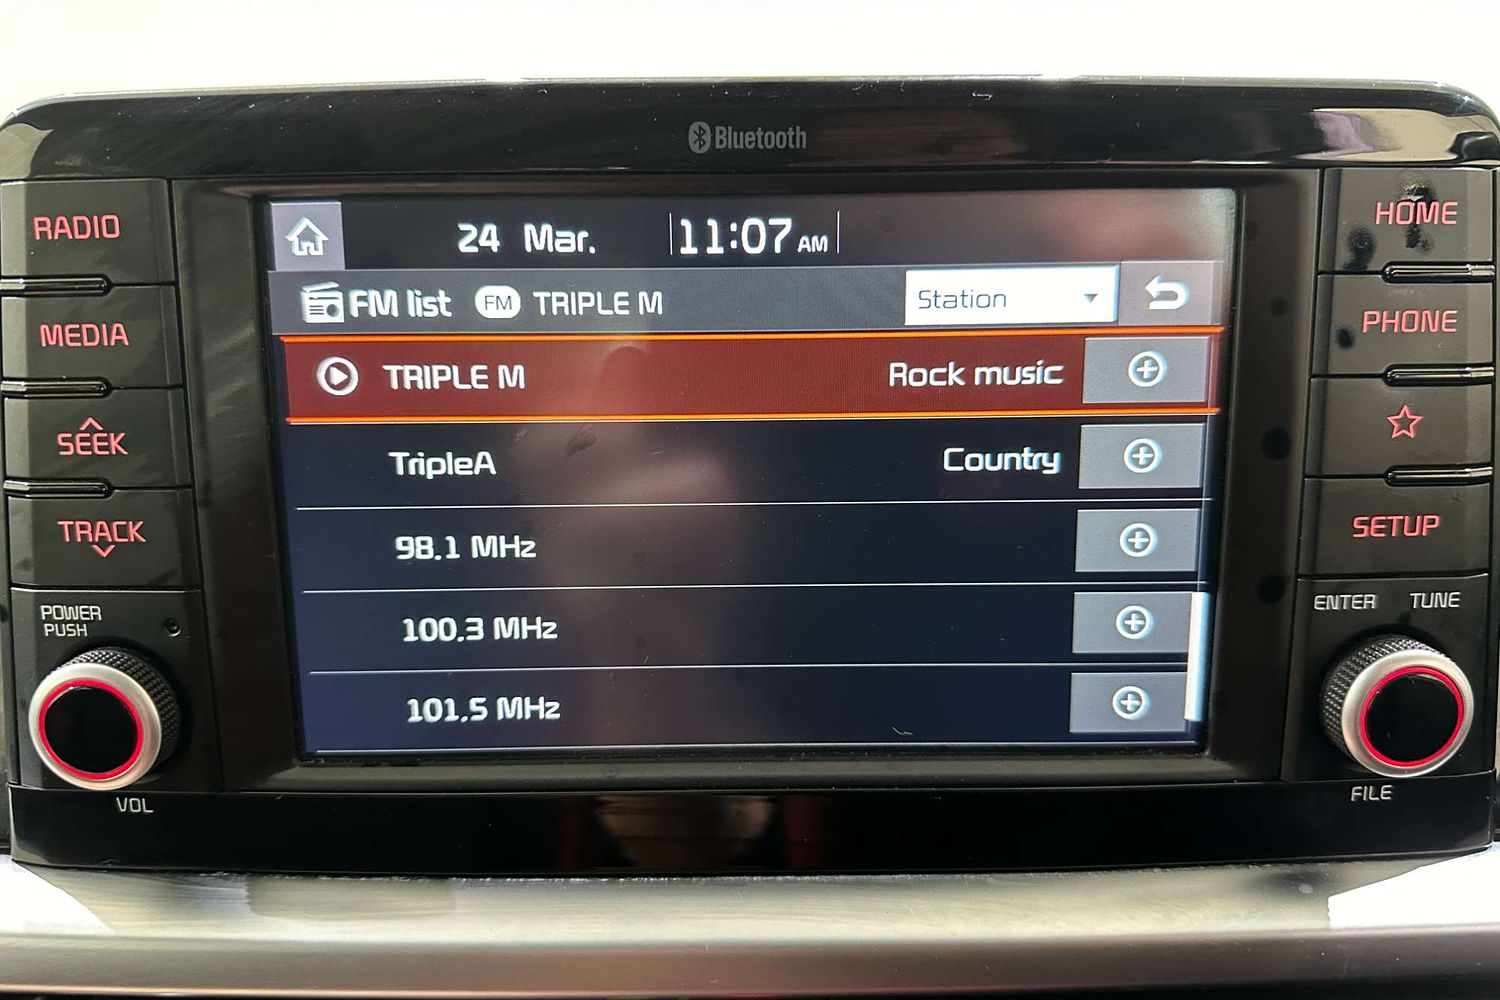 Bluetooth
RADIO
MEDIA
SEEK
TRACK
POWER
PUSH
VOL
24 Mar. 11:07 AM
FM list FM TRIPLE M Station
TRIPLE M Rock music
TripleA Country
98.1 MHz
100.3 MHz
101.5 MHz
HOME
PHONE
SETUP
ENTER TUNE
FILE